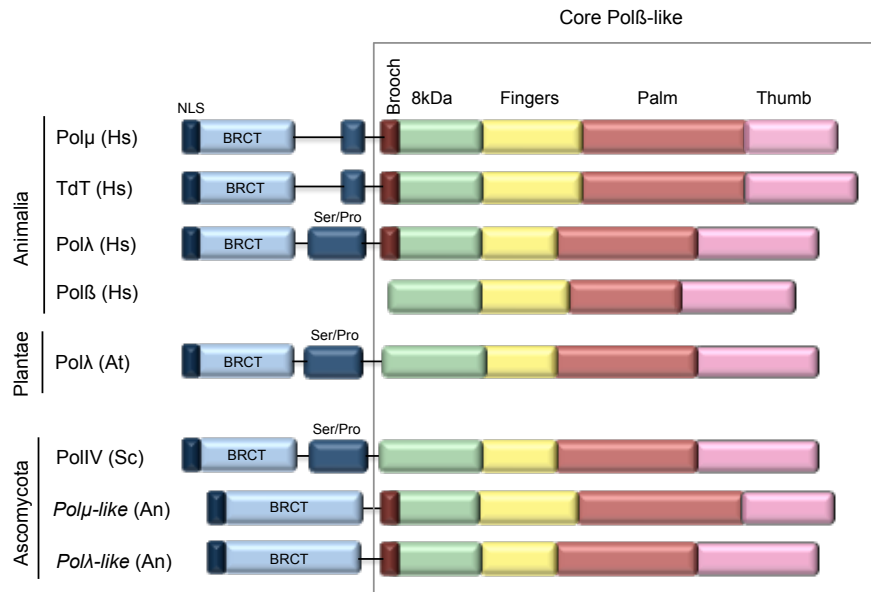 Core Polß-like
NLS
Brooch
8kDa
Fingers
Palm
Thumb
Animalia
Polμ (Hs)
BRCT
TdT (Hs)
BRCT
Ser/Pro
Polλ (Hs)
BRCT
Polß (Hs)
Plantae
Ser/Pro
Polλ (At)
BRCT
Ascomycota
Ser/Pro
PolIV (Sc)
BRCT
Polμ-like (An)
BRCT
Polλ-like (An)
BRCT